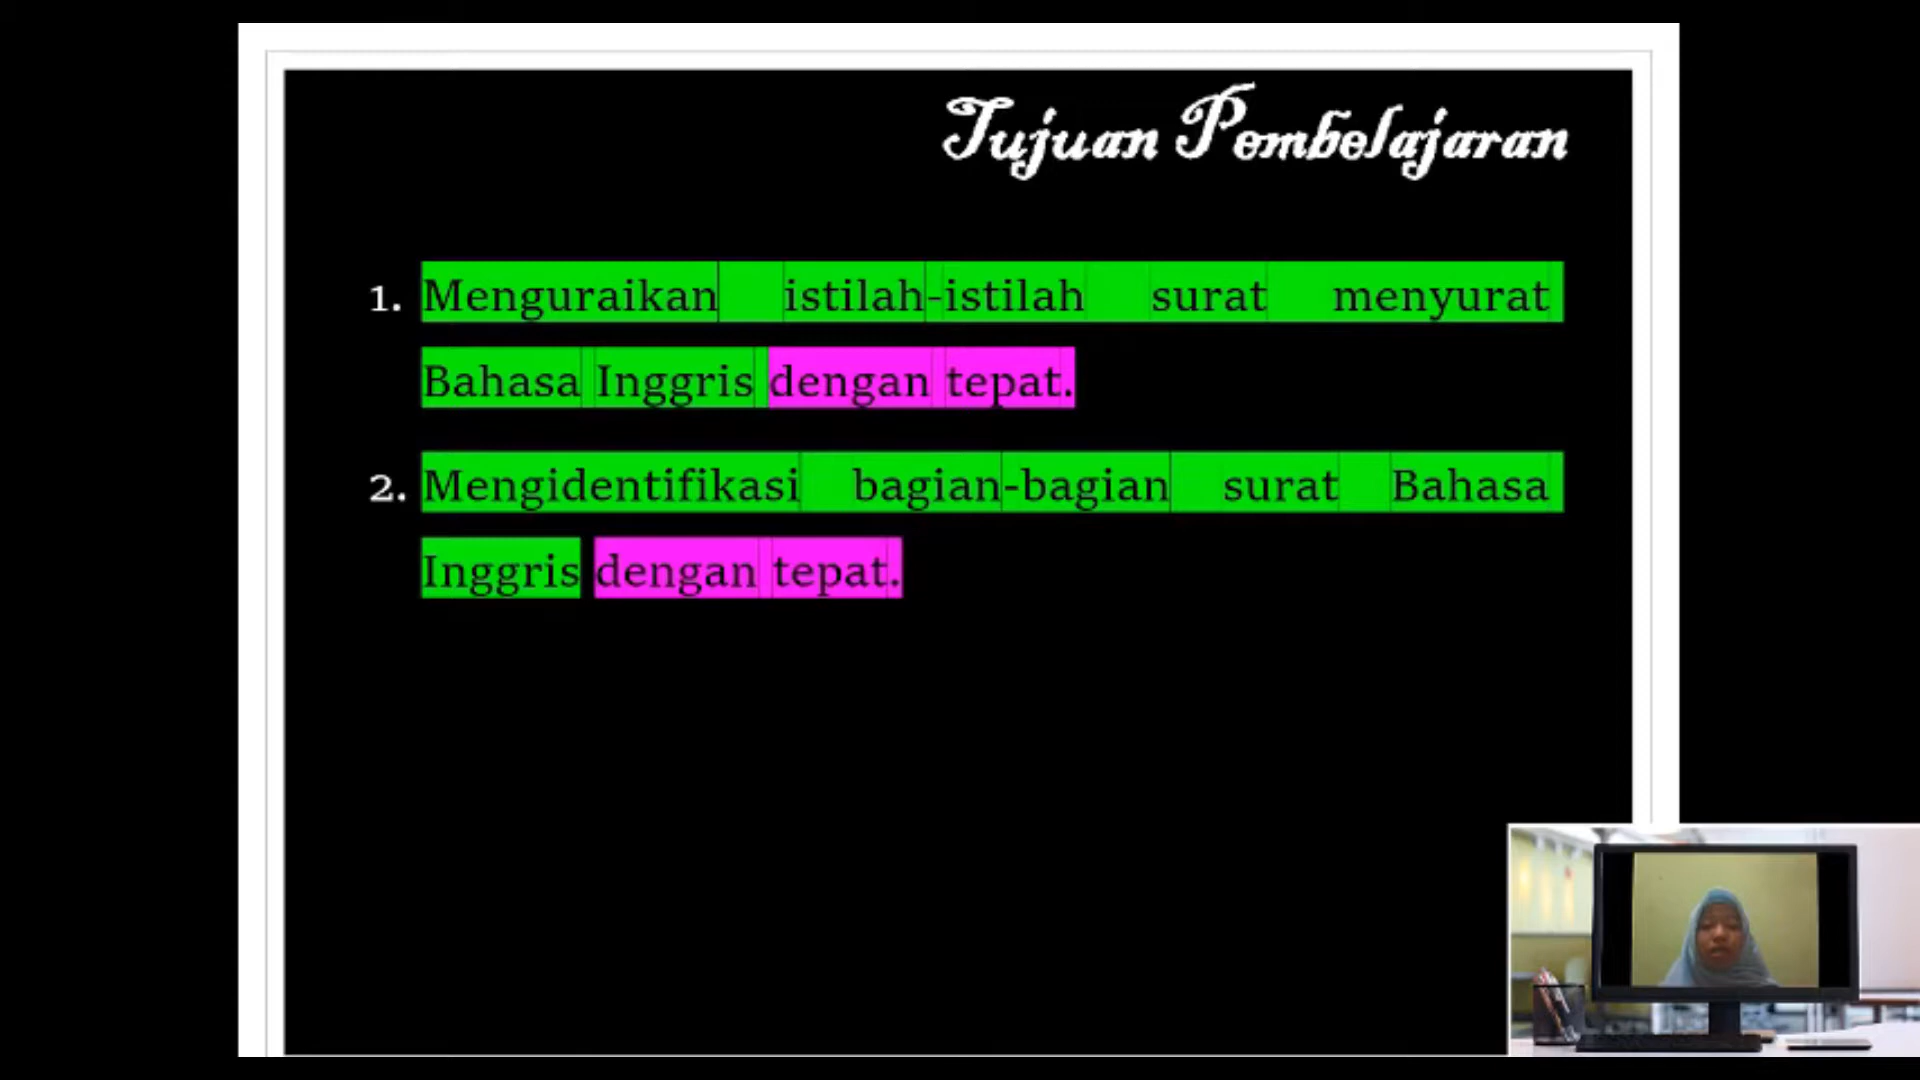 Tujuan Pembelajaran
1. Menguraikan istilah-istilah surat menyurat
Bahasa Inggris dengan tepat.
2. Mengidentifikasi bagian-bagian surat Bahasa
Inggris dengan tepat.